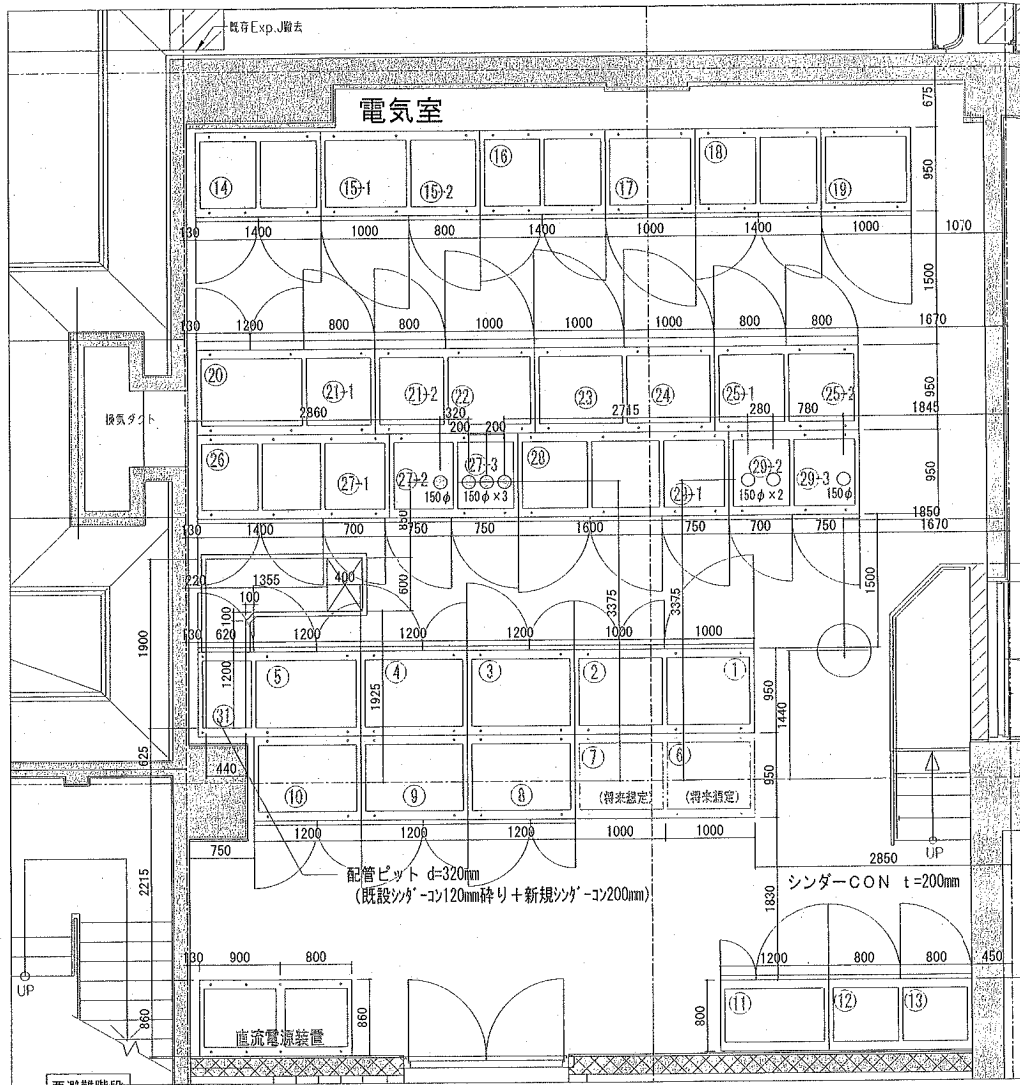 既存Exp.J撤去
電気室
675
⑭ ⑮-1 ⑮-2 ⑯ ⑰ ⑱ ⑲
950
130 1400 1000 800 1400 1000 1400 1000 1070
1500
130 1200 800 800 1000 1000 1000 800 800 1670
⑳ ㉑-1 ㉑-2 ㉒ ㉓ ㉔ ㉕-1 ㉕-2
950
換気ダクト
2860 320 2715 280 780 1845
200 200
㉖ ㉗-1 ㉗-2 ㉗-3 ㉘ ㉙-1 ㉙-2 ㉙-3
950
150φ 150φ×3 150φ×2 150φ
850
1850
130 1400 700 750 750 1600 750 700 750 1670
220 1355 400 600 1500
100
100
3375 3375
130 620 1200 1200 1200 1000 1000
1900
1200
⑤ ④ ③ ② ①
1925
950
1440
㉛
625
440
⑦ ⑥
950
⑩ ⑨ ⑧
(将来想定) (将来想定)
1200 1200 1200 1000 1000
750
2850
UP
配管ピット d=320mm
(既設シンダーコン120mm砕り+新規シンダーコン200mm)
シンダーCON t=200mm
2215
1830
130 900 800
1200 800 800 450
UP
860
860
800
⑪ ⑫ ⑬
直流電源装置